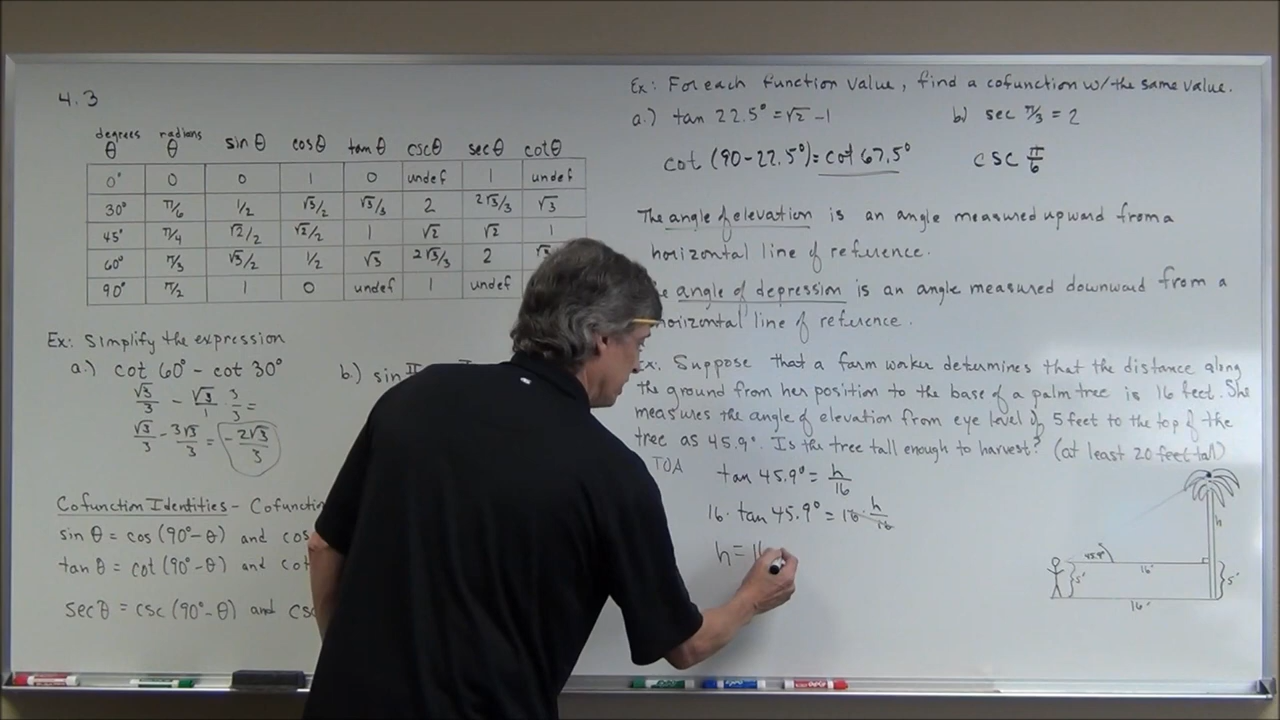 4.3
degrees θ radians θ sin θ cos θ tan θ csc θ sec θ cot θ
0° 0 0 1 0 undef 1 undef
30° π/6 1/2 √3/2 √3/3 2 2√3/3 √3
45° π/4 √2/2 √2/2 1 √2 √2 1
60° π/3 √3/2 1/2 √3 2√3/3 2
90° π/2 1 0 undef 1 undef
Ex: Simplify the expression
a.) cot 60° - cot 30°
b.) sin
√3/3 - √3/1 · 3/3 =
√3/3 - 3√3/3 = -2√3/3
Cofunction Identities -
sin θ = cos (90° - θ) and cos
tan θ = cot (90° - θ) and cot
sec θ = csc (90° - θ) and csc
Ex: For each function value, find a cofunction w/ the same value.
a.) tan 22.5° = √2 - 1
b.) sec π/3 = 2
cot (90 - 22.5°) = cot 67.5°
csc π/6
The angle of elevation is an angle measured upward from a
horizontal line of reference.
angle of depression is an angle measured downward from a
horizontal line of reference.
Ex: Suppose that a farm worker determines that the distance along
the ground from her position to the base of a palm tree is 16 feet. She
measures the angle of elevation from eye level of 5 feet to the top of the
tree as 45.9°. Is the tree tall enough to harvest? (at least 20 feet tall)
TOA
tan 45.9° = h/16
16 · tan 45.9° = 16 · h/16
h = 16
h
45.9°
16'
5'
5'
16'